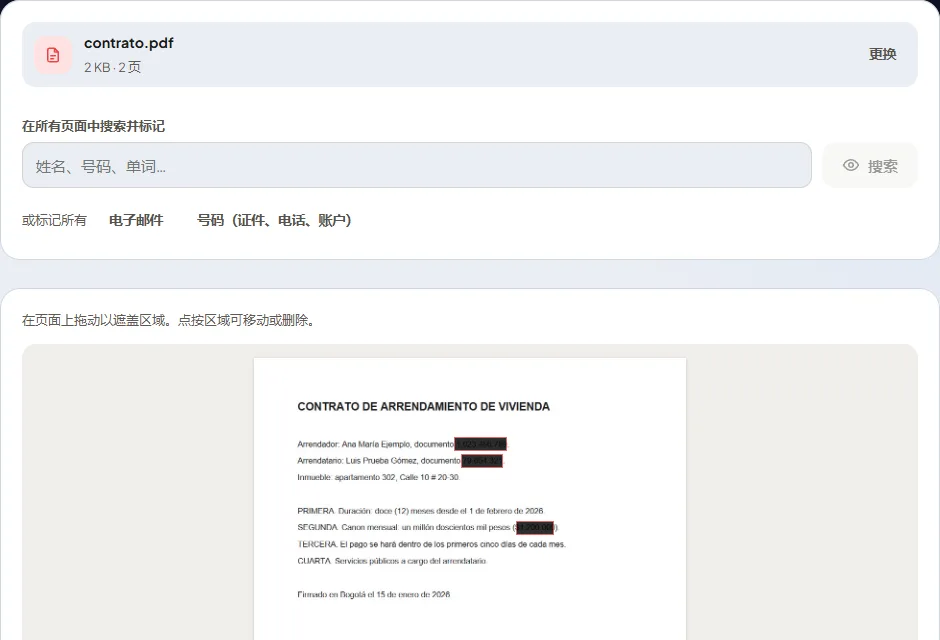 contrato.pdf
2 KB · 2 页
更换
在所有页面中搜索并标记
姓名、号码、单词...
搜索
或标记所有 电子邮件 号码（证件、电话、账户）
在页面上拖动以遮盖区域。点按区域可移动或删除。
CONTRATO DE ARRENDAMIENTO DE VIVIENDA
Arrendador: Ana María Ejemplo, documento
Arrendatario: Luis Prueba Gómez, documento
Inmueble: apartamento 302, Calle 10 # 20-30.
PRIMERA. Duración: doce (12) meses desde el 1 de febrero de 2026.
SEGUNDA. Canon mensual: un millón doscientos mil pesos (
TERCERA. El pago se hará dentro de los primeros cinco días de cada mes.
CUARTA. Servicios públicos a cargo del arrendatario.
Firmado en Bogotá el 15 de enero de 2026